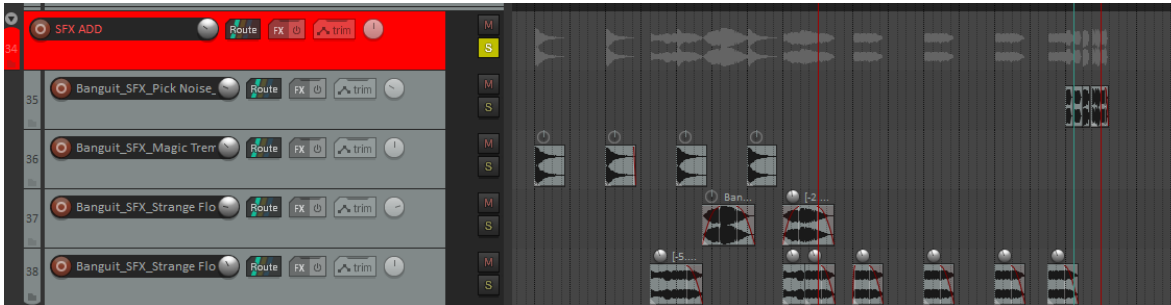 34 SFX ADD Route FX trim M
S
35 Banguit_SFX_Pick Noise_ Route FX trim M
S
36 Banguit_SFX_Magic Trem Route FX trim M
S
37 Banguit_SFX_Strange Flo Route FX trim M
S
Ban... [-2....
38 Banguit_SFX_Strange Flo Route FX trim M
S
[-5....